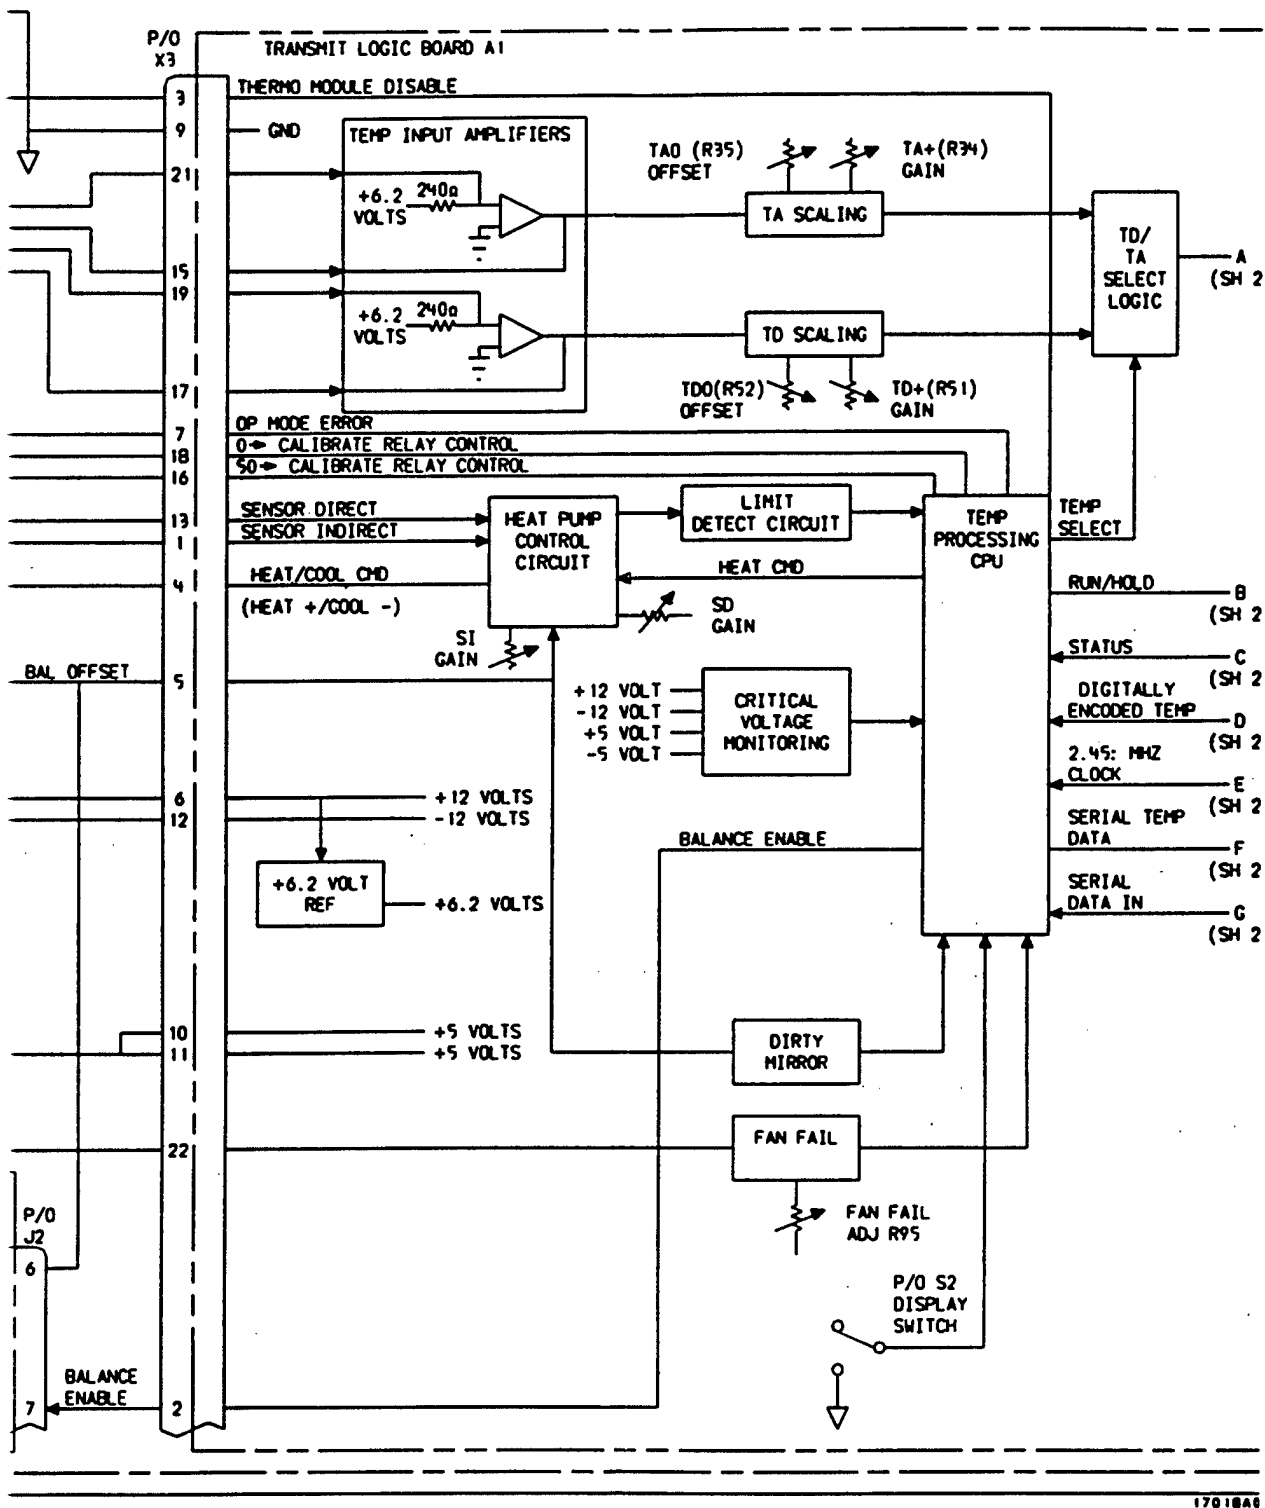 P/O
X3
TRANSMIT LOGIC BOARD A1
3
THERMO MODULE DISABLE
9
GND
TEMP INPUT AMPLIFIERS
21
+6.2
VOLTS
240Ω
15
19
+6.2
VOLTS
240Ω
17
TA0 (R35)
OFFSET
TA+(R34)
GAIN
TA SCALING
TD SCALING
TD0(R52)
OFFSET
TD+(R51)
GAIN
TD/
TA
SELECT
LOGIC
A
(SH 2
7
OP MODE ERROR
18
0→ CALIBRATE RELAY CONTROL
16
50→ CALIBRATE RELAY CONTROL
13
SENSOR DIRECT
1
SENSOR INDIRECT
4
HEAT/COOL CMD
(HEAT +/COOL -)
HEAT PUMP
CONTROL
CIRCUIT
LIMIT
DETECT CIRCUIT
HEAT CMD
SD
GAIN
SI
GAIN
TEMP
PROCESSING
CPU
TEMP
SELECT
RUN/HOLD
B
(SH 2
STATUS
C
(SH 2
DIGITALLY
ENCODED TEMP
D
(SH 2
2.45: MHZ
CLOCK
E
(SH 2
SERIAL TEMP
DATA
F
(SH 2
SERIAL
DATA IN
G
(SH 2
BAL OFFSET
5
+12 VOLT
-12 VOLT
+5 VOLT
-5 VOLT
CRITICAL
VOLTAGE
MONITORING
6
+12 VOLTS
12
-12 VOLTS
+6.2 VOLT
REF
+6.2 VOLTS
BALANCE ENABLE
10
+5 VOLTS
11
+5 VOLTS
DIRTY
MIRROR
22
FAN FAIL
FAN FAIL
ADJ R95
P/O
J2
6
P/O S2
DISPLAY
SWITCH
BALANCE
ENABLE
7
2